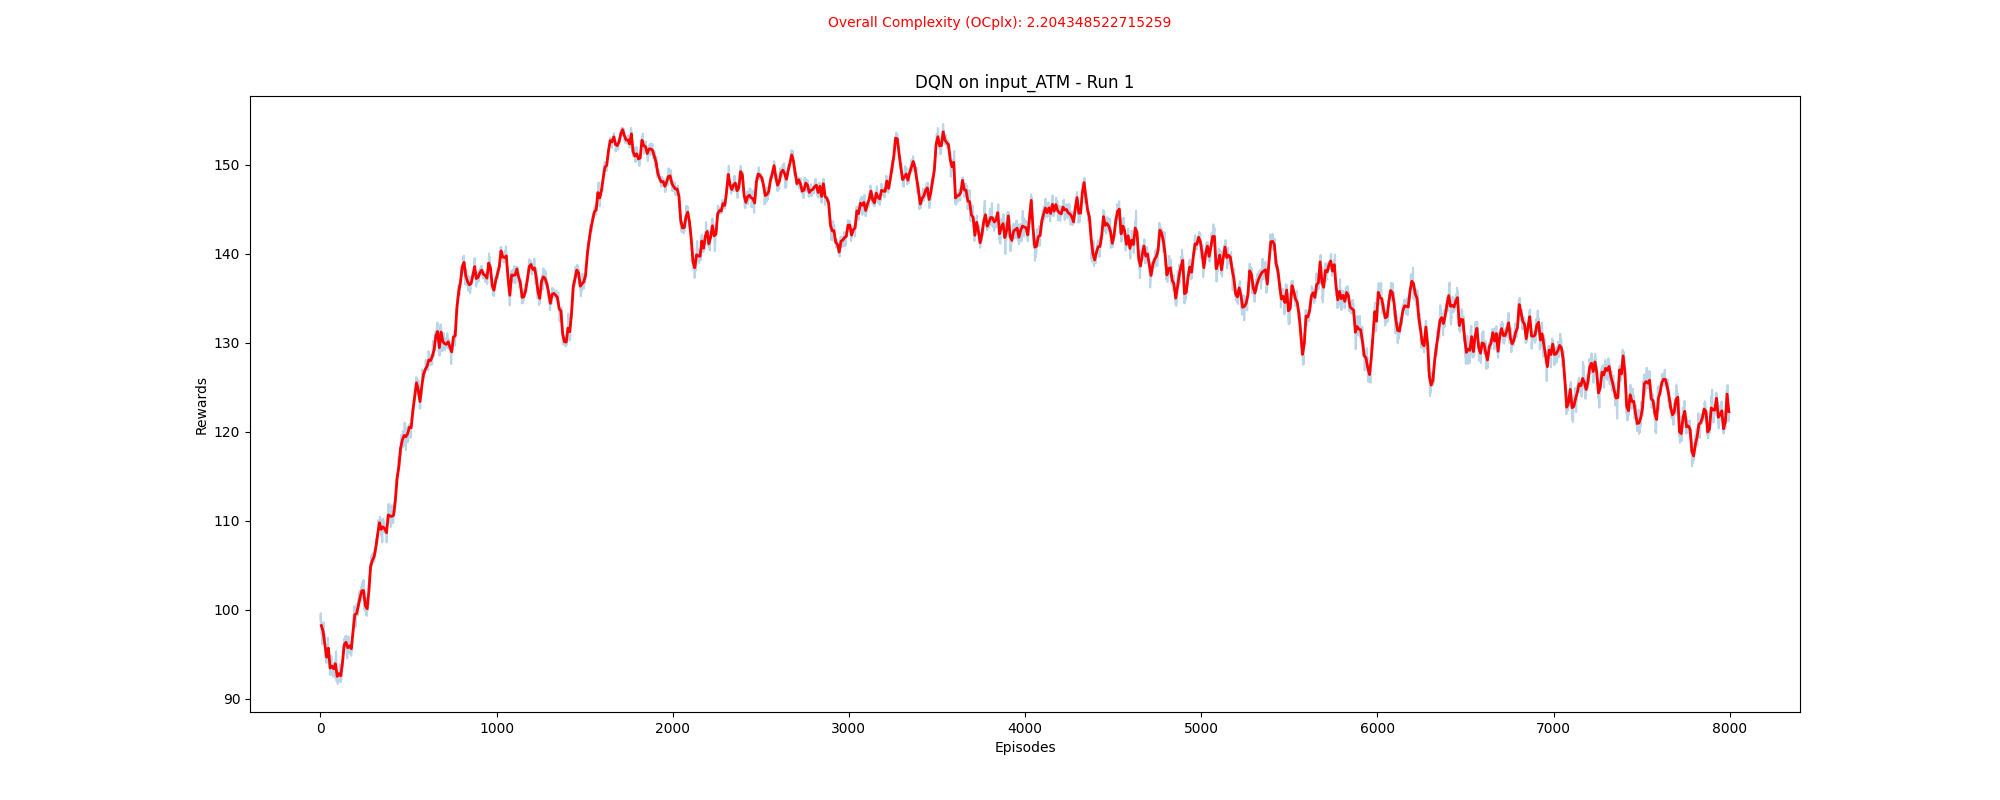 Overall Complexity (OCplx): 2.204348522715259
DQN on input_ATM - Run 1
Rewards
150
140
130
120
110
100
90
0 1000 2000 3000 4000 5000 6000 7000 8000
Episodes